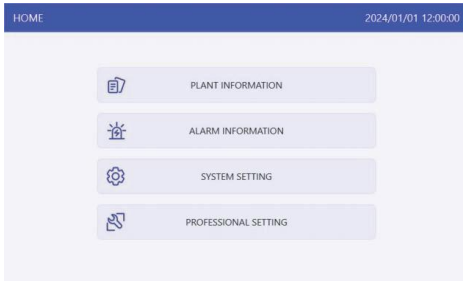 HOME 2024/01/01 12:00:00
PLANT INFORMATION
ALARM INFORMATION
SYSTEM SETTING
PROFESSIONAL SETTING